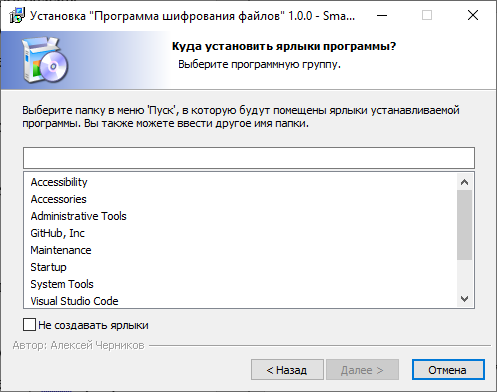 Установка "Программа шифрования файлов" 1.0.0 - Sma...
Куда установить ярлыки программы?
Выберите программную группу.
Выберите папку в меню 'Пуск', в которую будут помещены ярлыки устанавливаемой
программы. Вы также можете ввести другое имя папки.
Accessibility
Accessories
Administrative Tools
GitHub, Inc
Maintenance
Startup
System Tools
Visual Studio Code
Не создавать ярлыки
Автор: Алексей Черников
< Назад
Далее >
Отмена